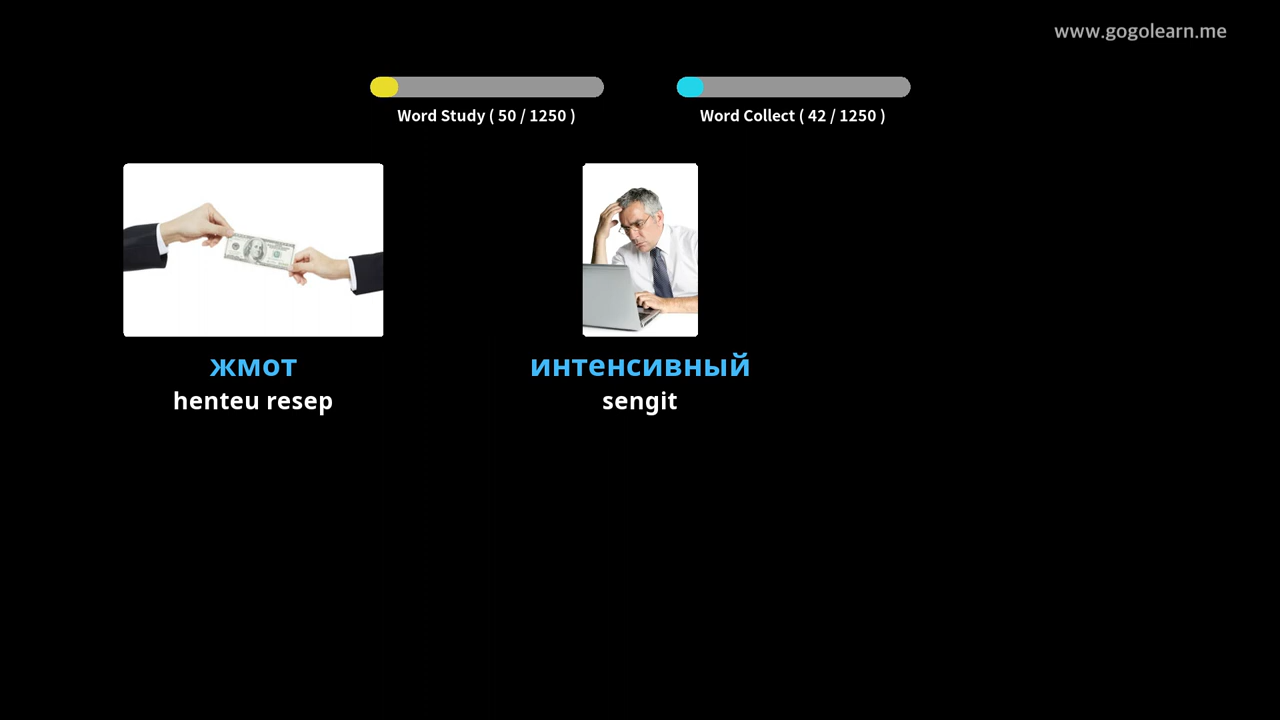 www.gogolearn.me
Word Study ( 50 / 1250 )
Word Collect ( 42 / 1250 )
жмот
henteu resep
интенсивный
sengit